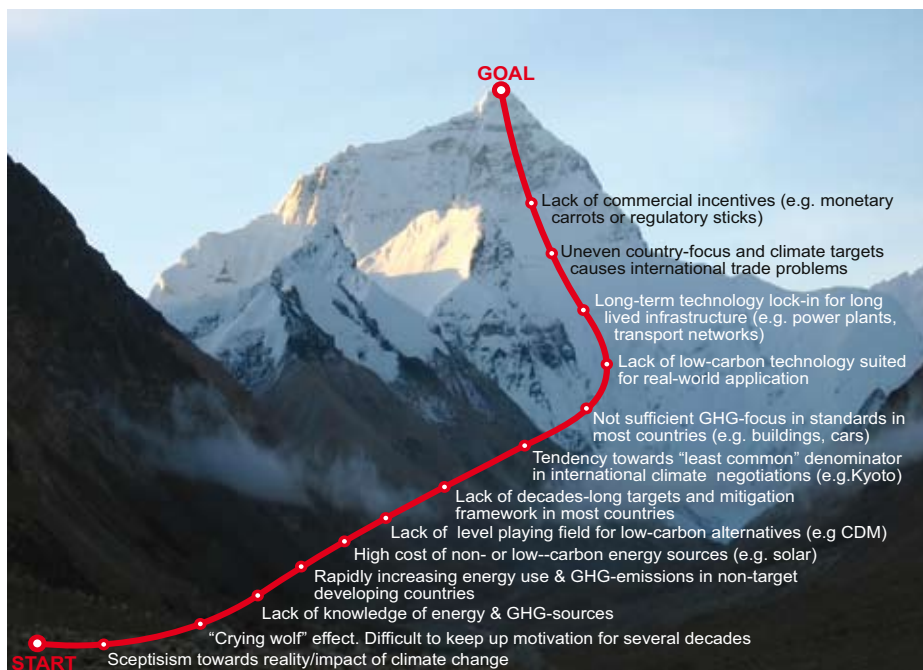 GOAL
Lack of commercial incentives (e.g. monetary
carrots or regulatory sticks)
Uneven country-focus and climate targets
causes international trade problems
Long-term technology lock-in for long
lived infrastructure (e.g. power plants,
transport networks)
Lack of low-carbon technology suited
for real-world application
Not sufficient GHG-focus in standards in
most countries (e.g. buildings, cars)
Tendency towards “least common” denominator
in international climate negotiations (e.g.Kyoto)
Lack of decades-long targets and mitigation
framework in most countries
Lack of level playing field for low-carbon alternatives (e.g CDM)
High cost of non- or low--carbon energy sources (e.g. solar)
Rapidly increasing energy use & GHG-emissions in non-target
developing countries
Lack of knowledge of energy & GHG-sources
“Crying wolf” effect. Difficult to keep up motivation for several decades
START
Sceptisism towards reality/impact of climate change